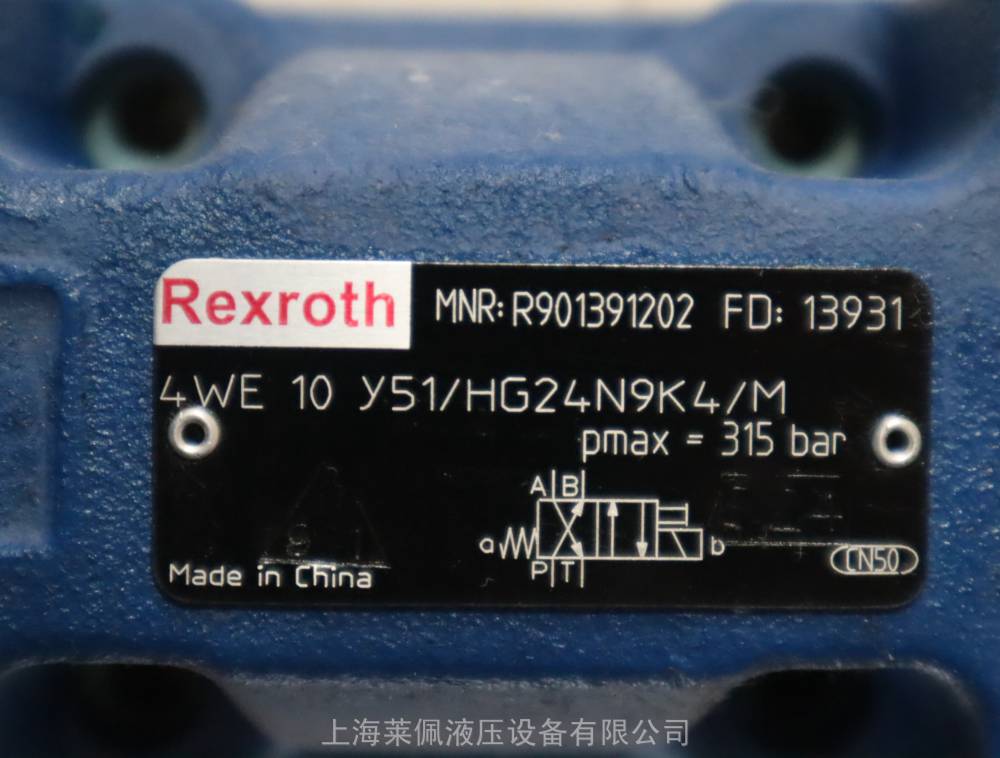 Rexroth MNR: R901391202 FD: 13931
4WE 10 Y51/HG24N9K4/M
pmax = 315 bar
A B
a b
P T
CN50
Made in China
上海莱佩液压设备有限公司